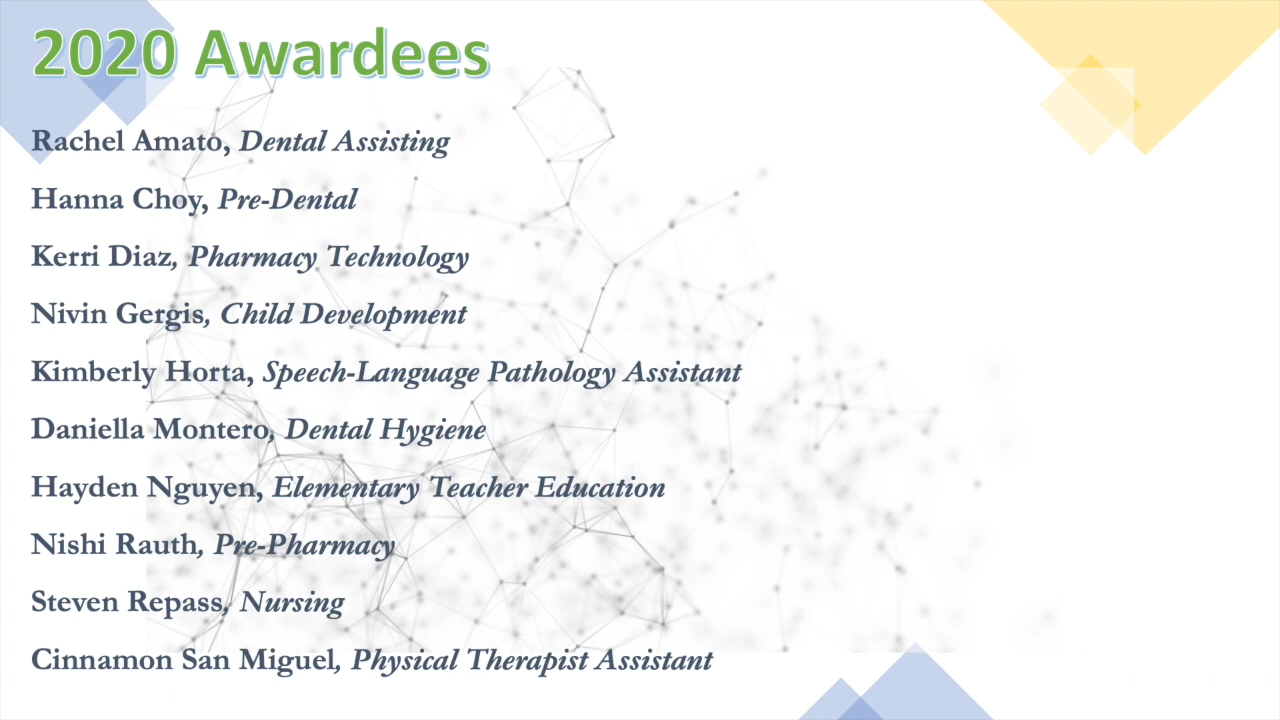 2020 Awardees
Rachel Amato, Dental Assisting
Hanna Choy, Pre-Dental
Kerri Diaz, Pharmacy Technology
Nivin Gergis, Child Development
Kimberly Horta, Speech-Language Pathology Assistant
Daniella Montero, Dental Hygiene
Hayden Nguyen, Elementary Teacher Education
Nishi Rauth, Pre-Pharmacy
Steven Repass, Nursing
Cinnamon San Miguel, Physical Therapist Assistant